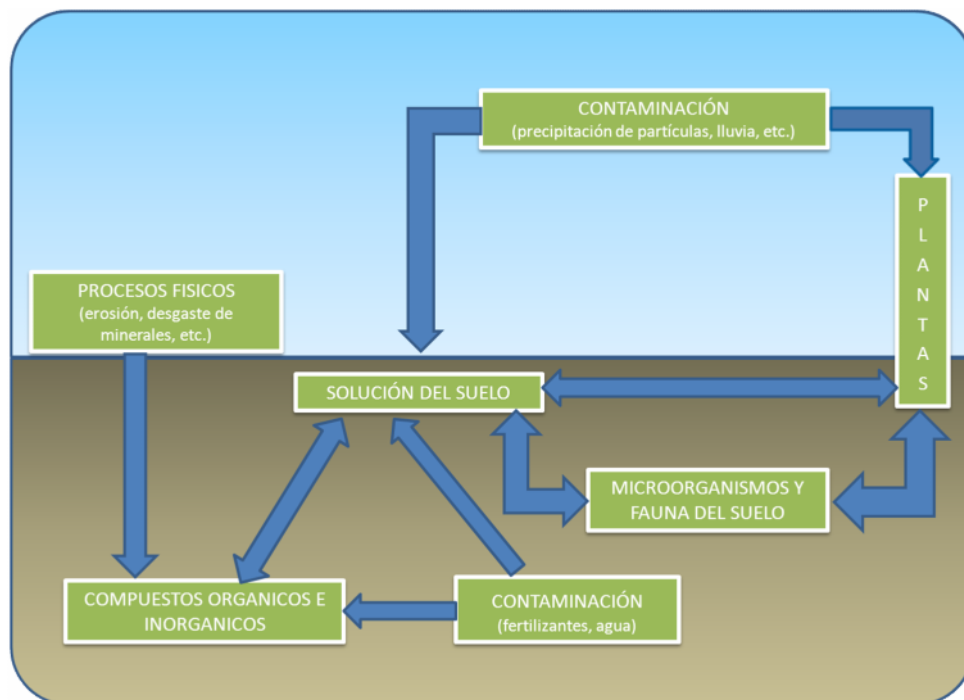 CONTAMINACIÓN
(precipitación de partículas, lluvia, etc.)
PLANTAS
PROCESOS FISICOS
(erosión, desgaste de
minerales, etc.)
SOLUCIÓN DEL SUELO
MICROORGANISMOS Y
FAUNA DEL SUELO
COMPUESTOS ORGANICOS E
INORGANICOS
CONTAMINACIÓN
(fertilizantes, agua)